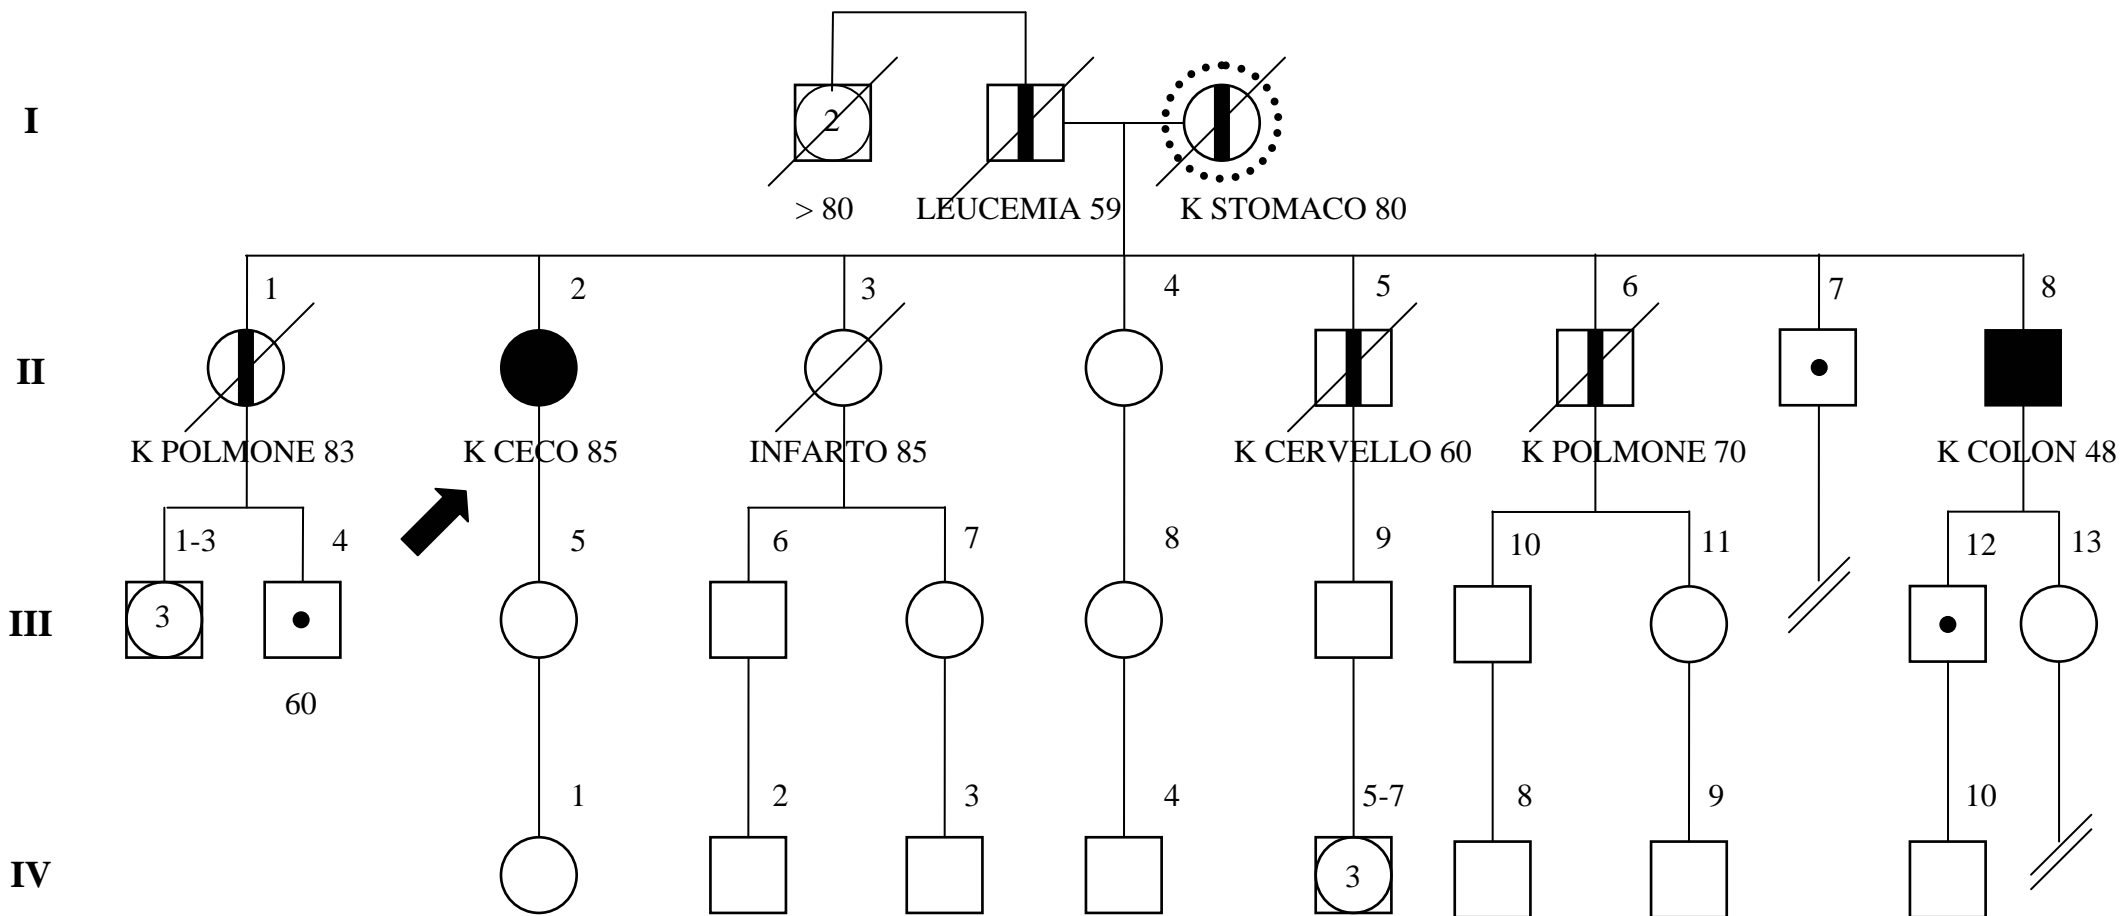 I
2
> 80 LEUCEMIA 59 K STOMACO 80
1 2 3 4 5 6 7 8
II
K POLMONE 83 K CECO 85 INFARTO 85 K CERVELLO 60 K POLMONE 70 K COLON 48
1-3 4 5 6 7 8 9 10 11 12 13
III
3
60
1 2 3 4 5-7 8 9 10
IV
3